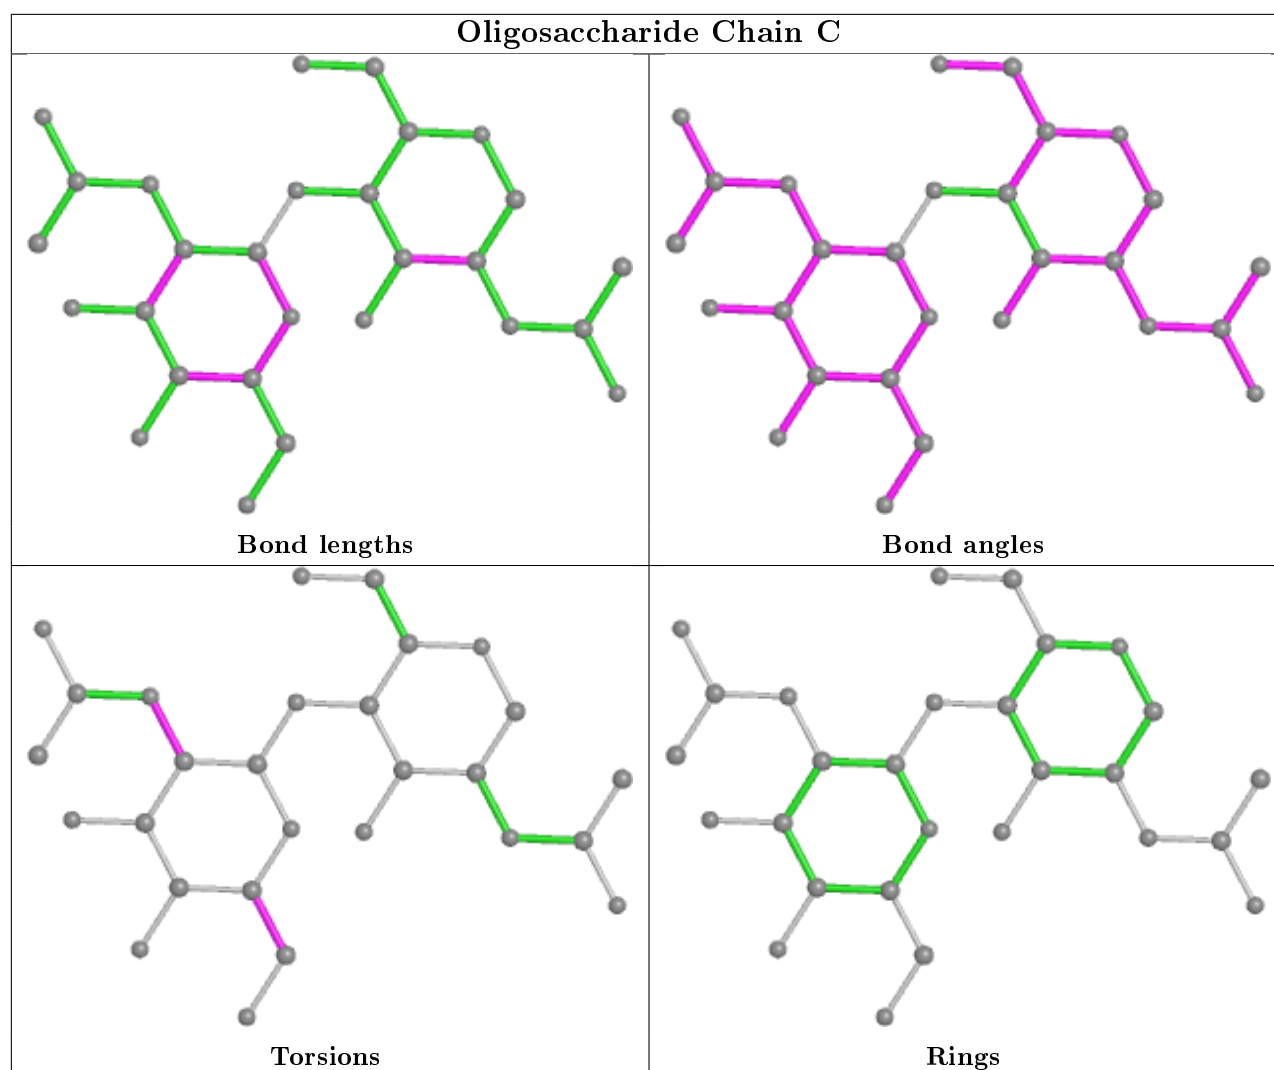 Oligosaccharide Chain C
Bond lengths
Bond angles
Torsions
Rings